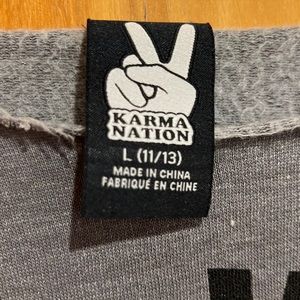 KARMA
NATION
L (11/13)
MADE IN CHINA
FABRIQUÉ EN CHINE